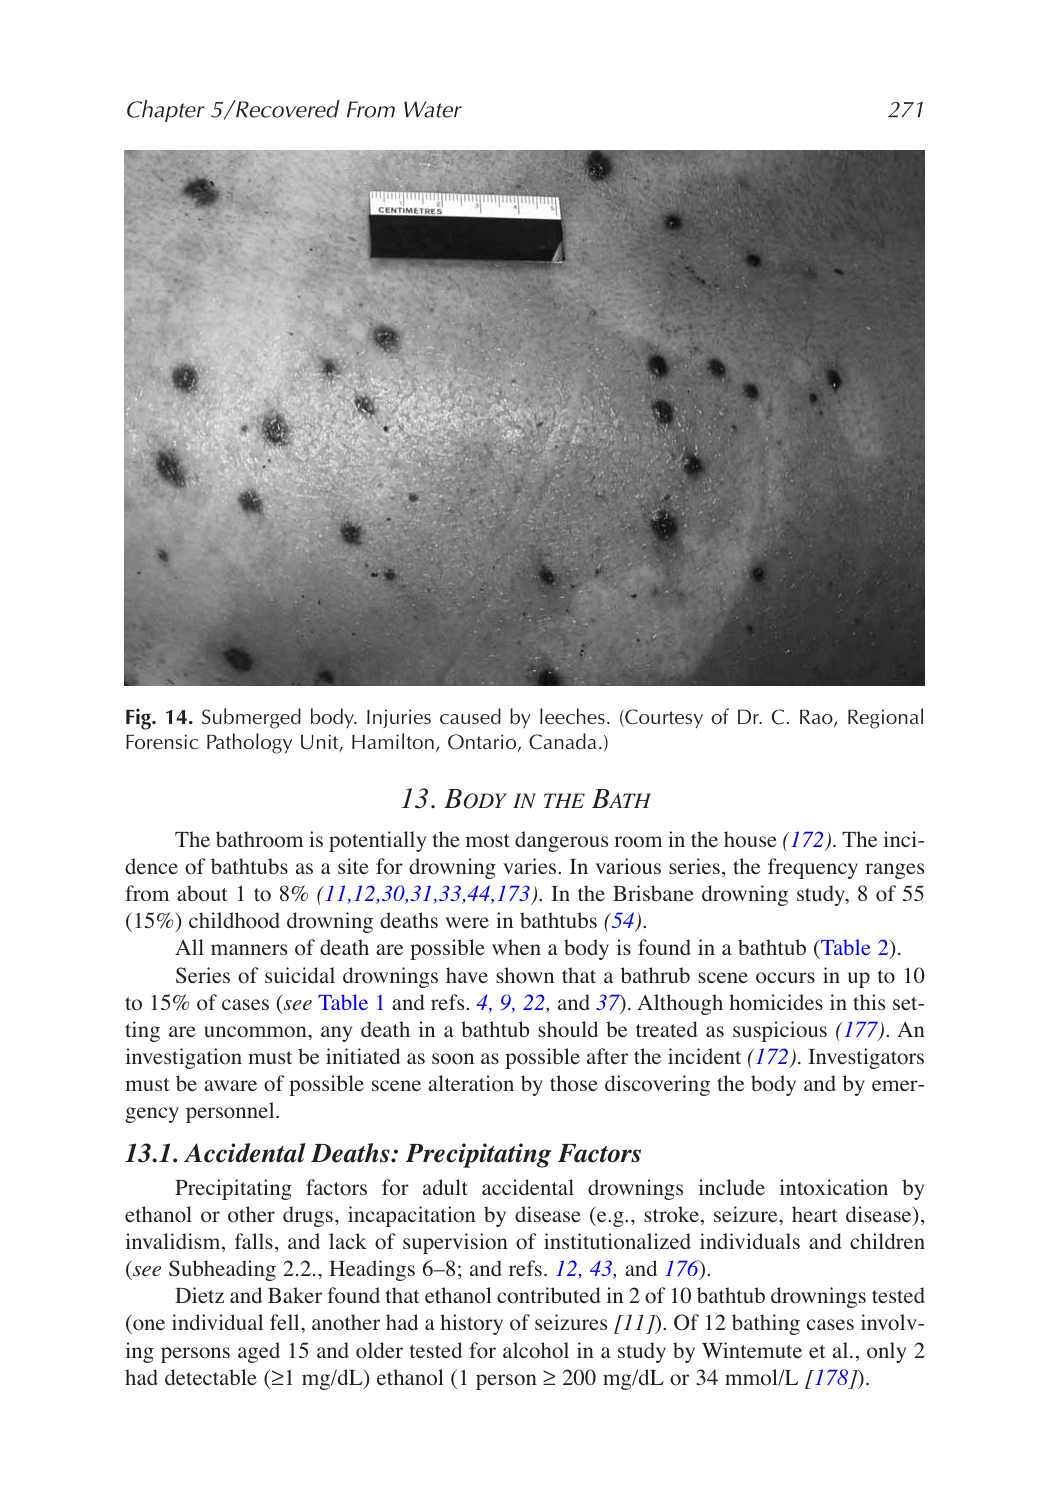 Chapter 5/Recovered From Water 271
CENTIMETRES 1 2 3 4 5
Fig. 14. Submerged body. Injuries caused by leeches. (Courtesy of Dr. C. Rao, Regional
Forensic Pathology Unit, Hamilton, Ontario, Canada.)
13. BODY IN THE BATH
The bathroom is potentially the most dangerous room in the house (172). The inci-
dence of bathtubs as a site for drowning varies. In various series, the frequency ranges
from about 1 to 8% (11,12,30,31,33,44,173). In the Brisbane drowning study, 8 of 55
(15%) childhood drowning deaths were in bathtubs (54).
All manners of death are possible when a body is found in a bathtub (Table 2).
Series of suicidal drownings have shown that a bathrub scene occurs in up to 10
to 15% of cases (see Table 1 and refs. 4, 9, 22, and 37). Although homicides in this set-
ting are uncommon, any death in a bathtub should be treated as suspicious (177). An
investigation must be initiated as soon as possible after the incident (172). Investigators
must be aware of possible scene alteration by those discovering the body and by emer-
gency personnel.
13.1. Accidental Deaths: Precipitating Factors
Precipitating factors for adult accidental drownings include intoxication by
ethanol or other drugs, incapacitation by disease (e.g., stroke, seizure, heart disease),
invalidism, falls, and lack of supervision of institutionalized individuals and children
(see Subheading 2.2., Headings 6–8; and refs. 12, 43, and 176).
Dietz and Baker found that ethanol contributed in 2 of 10 bathtub drownings tested
(one individual fell, another had a history of seizures [11]). Of 12 bathing cases involv-
ing persons aged 15 and older tested for alcohol in a study by Wintemute et al., only 2
had detectable (≥1 mg/dL) ethanol (1 person ≥ 200 mg/dL or 34 mmol/L [178]).